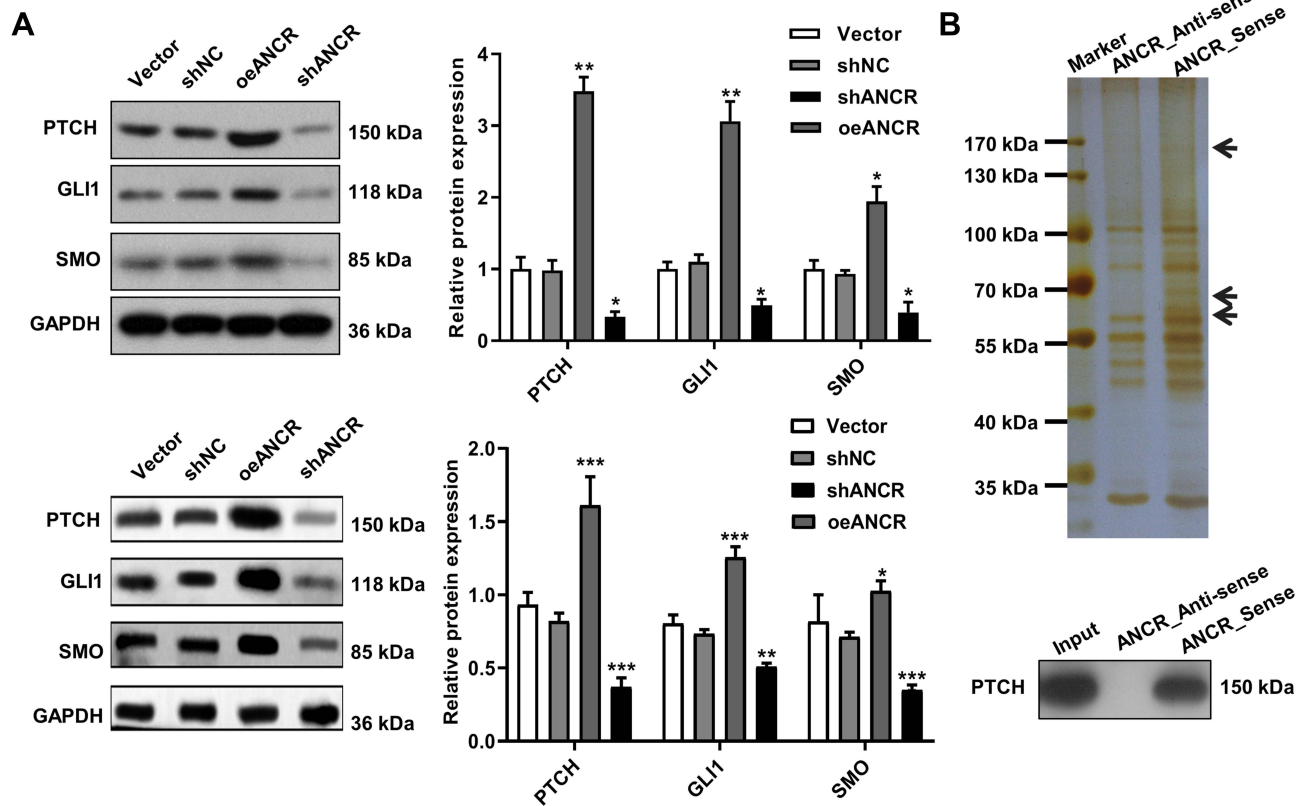 A
Vector shNC oeANCR shANCR
PTCH 150 kDa
GLI1 118 kDa
SMO 85 kDa
GAPDH 36 kDa
Relative protein expression
4
3
2
1
0
** * ** * * *
PTCH GLI1 SMO
Vector
shNC
shANCR
oeANCR
Vector shNC oeANCR shANCR
PTCH 150 kDa
GLI1 118 kDa
SMO 85 kDa
GAPDH 36 kDa
Relative protein expression
2.0
1.5
1.0
0.5
0.0
*** *** *** ** * ***
PTCH GLI1 SMO
Vector
shNC
shANCR
oeANCR
B
Marker ANCR_Anti-sense ANCR_Sense
170 kDa
130 kDa
100 kDa
70 kDa
55 kDa
40 kDa
35 kDa
Input ANCR_Anti-sense ANCR_Sense
PTCH 150 kDa